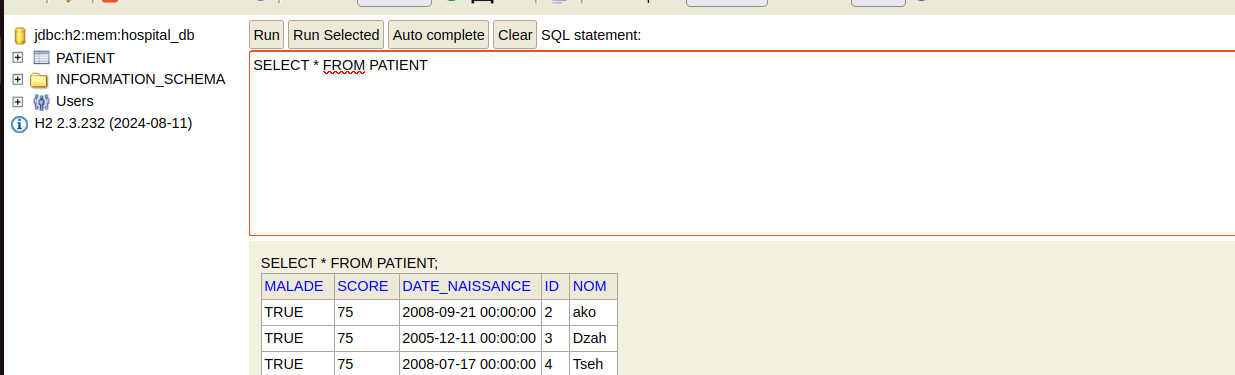 jdbc:h2:mem:hospital_db
PATIENT
INFORMATION_SCHEMA
Users
H2 2.3.232 (2024-08-11)
Run Run Selected Auto complete Clear SQL statement:
SELECT * FROM PATIENT
SELECT * FROM PATIENT;
MALADE SCORE DATE_NAISSANCE ID NOM
TRUE 75 2008-09-21 00:00:00 2 ako
TRUE 75 2005-12-11 00:00:00 3 Dzah
TRUE 75 2008-07-17 00:00:00 4 Tseh